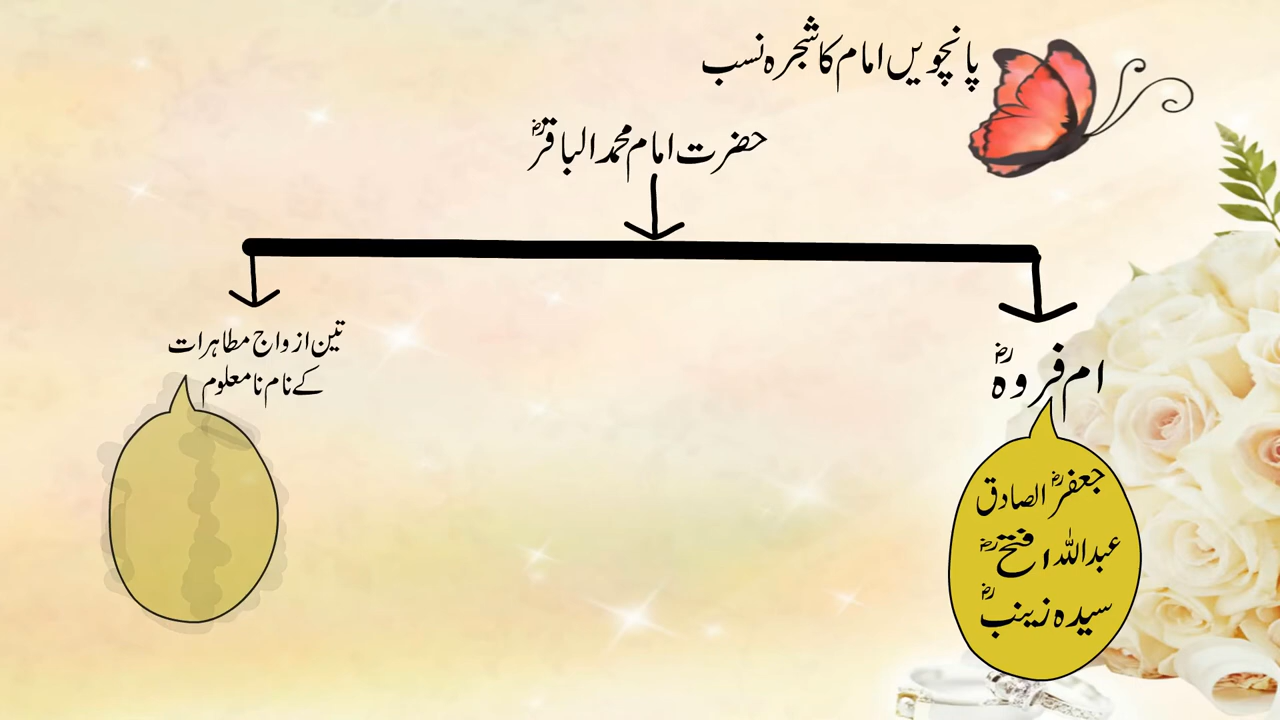 پانچویں امام کا شجرہ نسب
حضرت امام محمد الباقرؓ
ام فروہؓ
جعفرؓ الصادق
عبداللہ افتحؓ
سیدہ زینبؓ
تین ازواج مطاہرات
کے نام نامعلوم